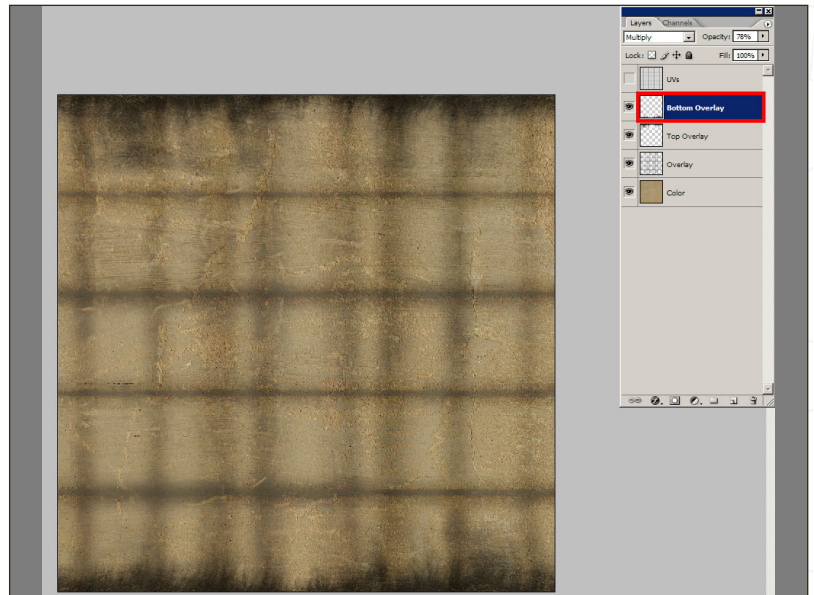 Layers Channels
Multiply Opacity: 78%
Lock: Fill: 100%
UVs
Bottom Overlay
Top Overlay
Overlay
Color